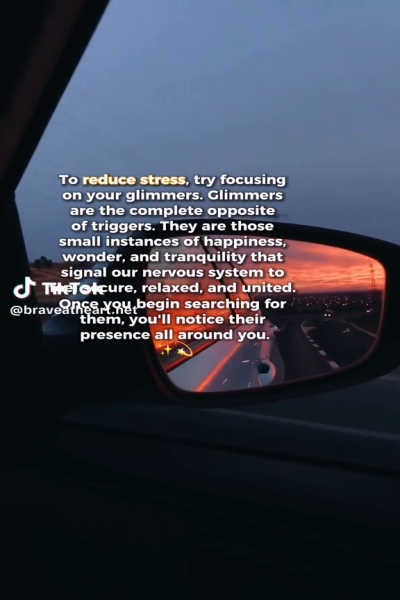 To reduce stress, try focusing
on your glimmers. Glimmers
are the complete opposite
of triggers. They are those
small instances of happiness,
wonder, and tranquility that
signal our nervous system to
secure, relaxed, and united.
TikTok
Once you begin searching for
@braveatheart.net
them, you'll notice their
presence all around you.